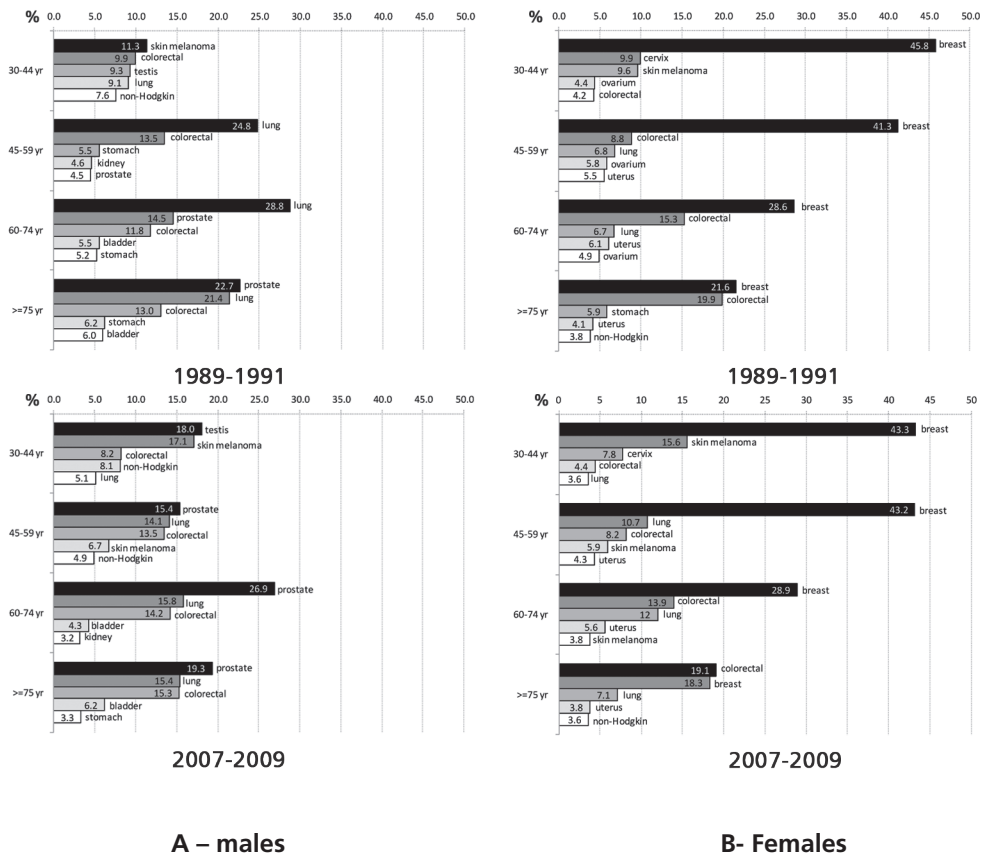 % 0.0 5.0 10.0 15.0 20.0 25.0 30.0 35.0 40.0 45.0 50.0
30-44 yr
11.3 skin melanoma
9.9 colorectal
9.3 testis
9.1 lung
7.6 non-Hodgkin
45-59 yr
24.8 lung
13.5 colorectal
5.5 stomach
4.6 kidney
4.5 prostate
60-74 yr
28.8 lung
14.5 prostate
11.8 colorectal
5.5 bladder
5.2 stomach
>=75 yr
22.7 prostate
21.4 lung
13.0 colorectal
6.2 stomach
6.0 bladder
1989-1991
% 0.0 5.0 10.0 15.0 20.0 25.0 30.0 35.0 40.0 45.0 50.0
30-44 yr
18.0 testis
17.1 skin melanoma
8.2 colorectal
8.1 non-Hodgkin
5.1 lung
45-59 yr
15.4 prostate
14.1 lung
13.5 colorectal
6.7 skin melanoma
4.9 non-Hodgkin
60-74 yr
26.9 prostate
15.8 lung
14.2 colorectal
4.3 bladder
3.2 kidney
>=75 yr
19.3 prostate
15.4 lung
15.3 colorectal
6.2 bladder
3.3 stomach
2007-2009
A – males
% 0.0 5.0 10.0 15.0 20.0 25.0 30.0 35.0 40.0 45.0 50.0
30-44 yr
45.8 breast
9.9 cervix
9.6 skin melanoma
4.4 ovarium
4.2 colorectal
45-59 yr
41.3 breast
8.8 colorectal
6.8 lung
5.8 ovarium
5.5 uterus
60-74 yr
28.6 breast
15.3 colorectal
6.7 lung
6.1 uterus
4.9 ovarium
>=75 yr
21.6 breast
19.9 colorectal
5.9 stomach
4.1 uterus
3.8 non-Hodgkin
1989-1991
% 0 5 10 15 20 25 30 35 40 45 50
30-44 yr
43.3 breast
15.6 skin melanoma
7.8 cervix
4.4 colorectal
3.6 lung
45-59 yr
43.2 breast
10.7 lung
8.2 colorectal
5.9 skin melanoma
4.3 uterus
60-74 yr
28.9 breast
13.9 colorectal
12 lung
5.6 uterus
3.8 skin melanoma
>=75 yr
19.1 colorectal
18.3 breast
7.1 lung
3.8 uterus
3.6 non-Hodgkin
2007-2009
B- Females